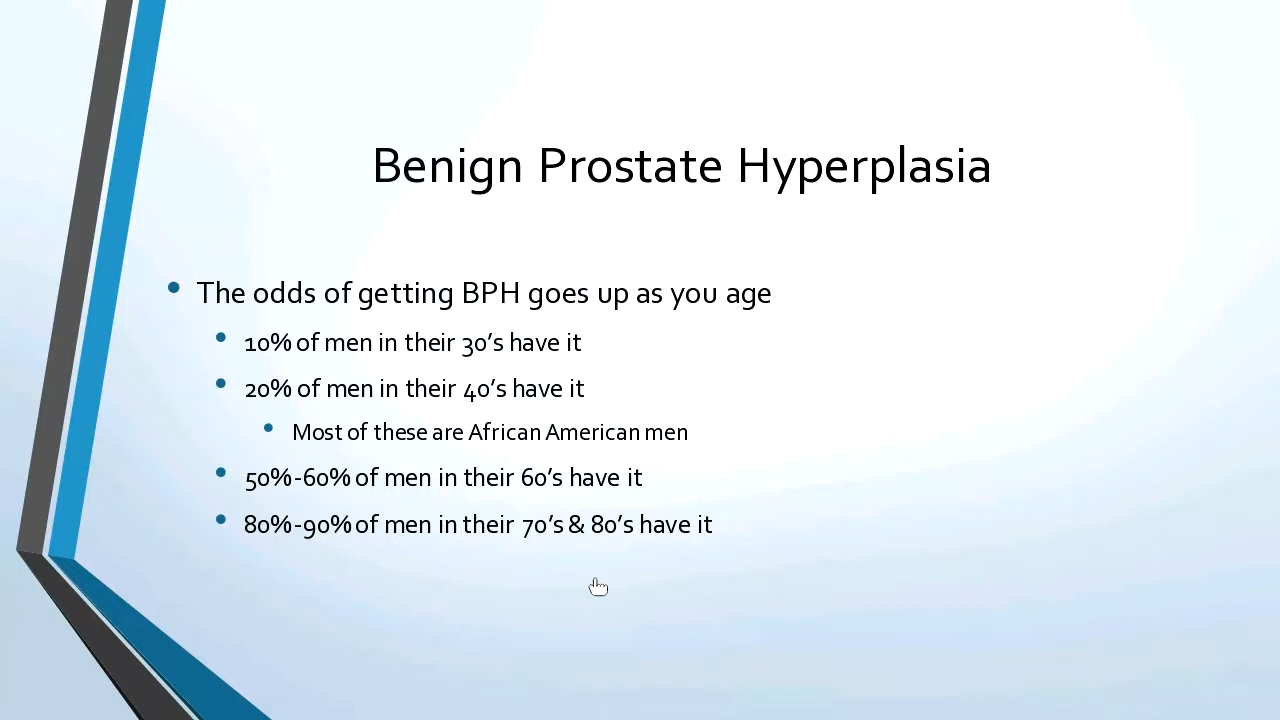 Benign Prostate Hyperplasia
The odds of getting BPH goes up as you age
10% of men in their 30’s have it
20% of men in their 40’s have it
Most of these are African American men
50%-60% of men in their 60’s have it
80%-90% of men in their 70’s & 80’s have it